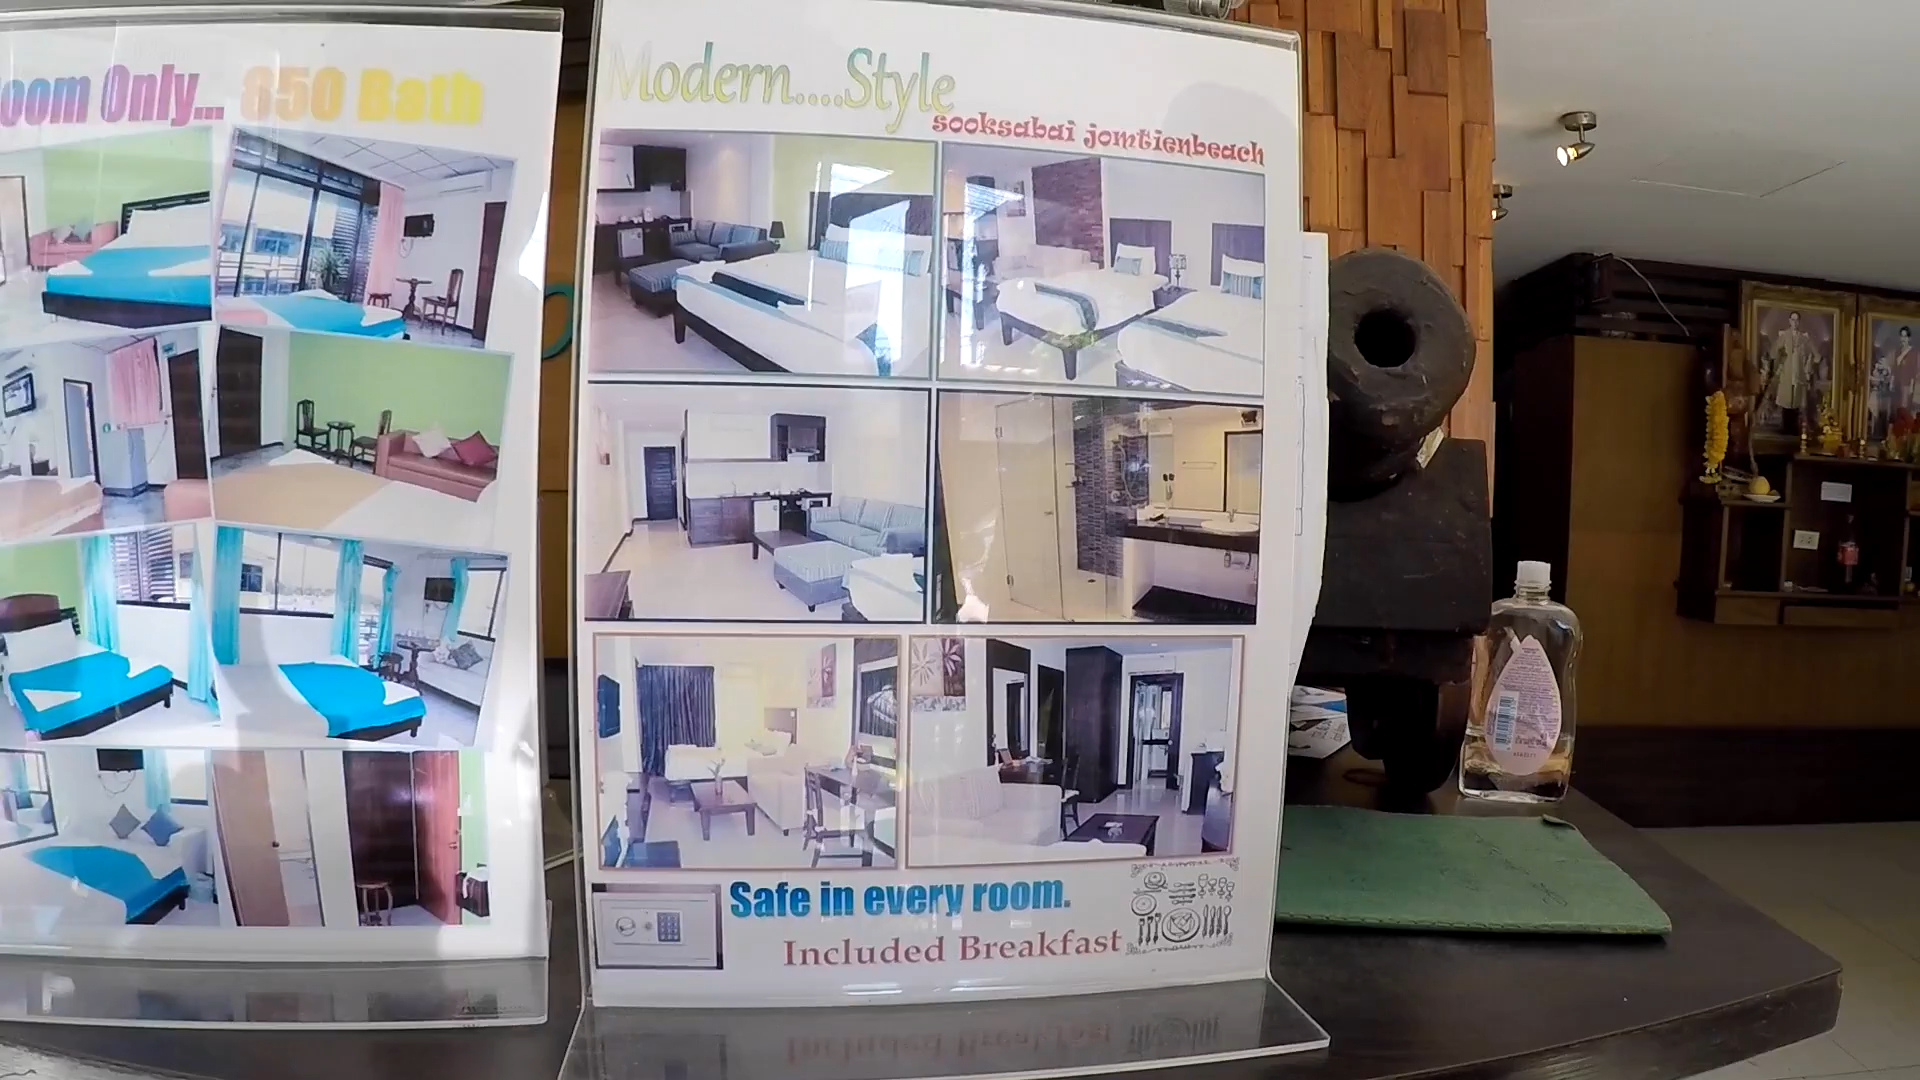 oom Only... 850 Bath
Modern....Style
sooksabai jomtienbeach
Safe in every room.
Included Breakfast